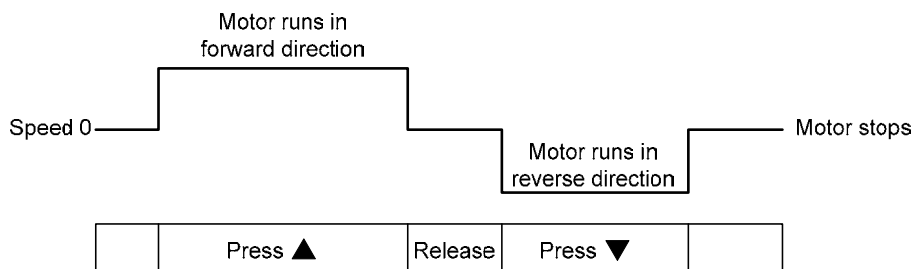 Motor runs in
forward direction
Speed 0
Motor stops
Motor runs in
reverse direction
Press ▲
Release
Press ▼